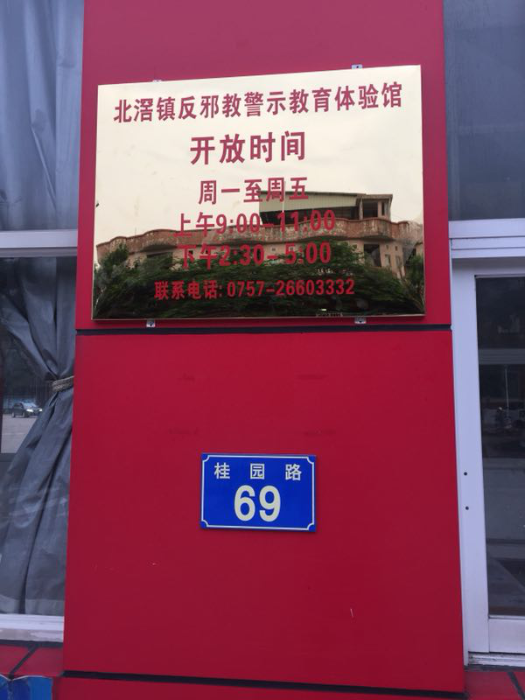 北滘镇反邪教警示教育体验馆
开放时间
周一至周五
上午9:00-11:00
下午2:30-5:00
联系电话:0757-26603332
桂园路
69